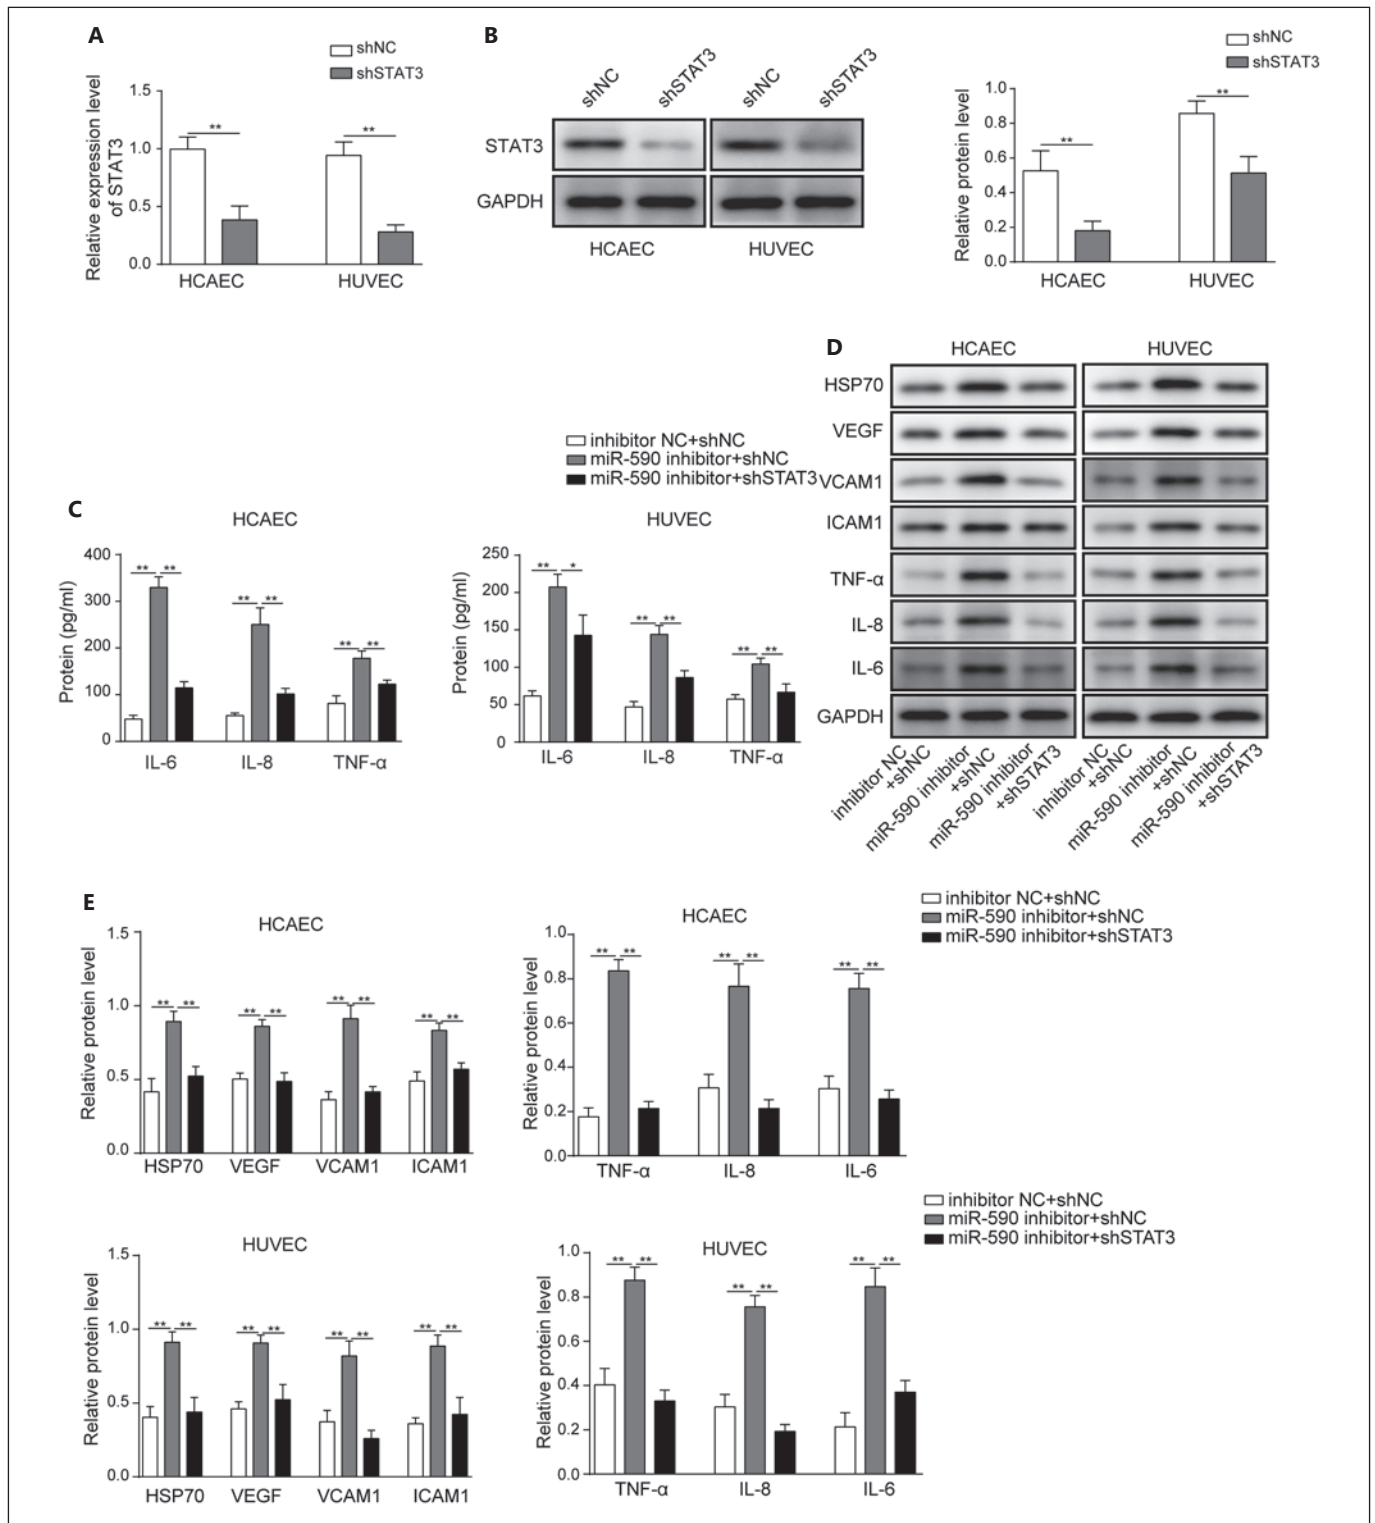 A
shNC
shSTAT3
Relative expression level
of STAT3
1.5
1.0
0.5
0.0
**
**
HCAEC
HUVEC
B
shNC
shSTAT3
shNC
shSTAT3
STAT3
GAPDH
HCAEC
HUVEC
shNC
shSTAT3
Relative protein level
1.0
0.8
0.6
0.4
0.2
0.0
**
**
HCAEC
HUVEC
inhibitor NC+shNC
miR-590 inhibitor+shNC
miR-590 inhibitor+shSTAT3
C
HCAEC
Protein (pg/ml)
400
300
200
100
0
** **
** **
** **
IL-6
IL-8
TNF-α
HUVEC
Protein (pg/ml)
250
200
150
100
50
0
** *
** **
** **
IL-6
IL-8
TNF-α
D
HCAEC
HUVEC
HSP70
VEGF
VCAM1
ICAM1
TNF-α
IL-8
IL-6
GAPDH
inhibitor NC
+shNC
miR-590 inhibitor
+shNC
miR-590 inhibitor
+shSTAT3
inhibitor NC
+shNC
miR-590 inhibitor
+shNC
miR-590 inhibitor
+shSTAT3
E
HCAEC
Relative protein level
1.5
1.0
0.5
0.0
** **
** **
** **
** **
HSP70
VEGF
VCAM1
ICAM1
HCAEC
Relative protein level
1.0
0.8
0.6
0.4
0.2
0.0
** **
** **
** **
TNF-α
IL-8
IL-6
inhibitor NC+shNC
miR-590 inhibitor+shNC
miR-590 inhibitor+shSTAT3
HUVEC
Relative protein level
1.5
1.0
0.5
0.0
** **
** **
** **
** **
HSP70
VEGF
VCAM1
ICAM1
HUVEC
Relative protein level
1.0
0.8
0.6
0.4
0.2
0.0
** **
** **
** **
TNF-α
IL-8
IL-6
inhibitor NC+shNC
miR-590 inhibitor+shNC
miR-590 inhibitor+shSTAT3